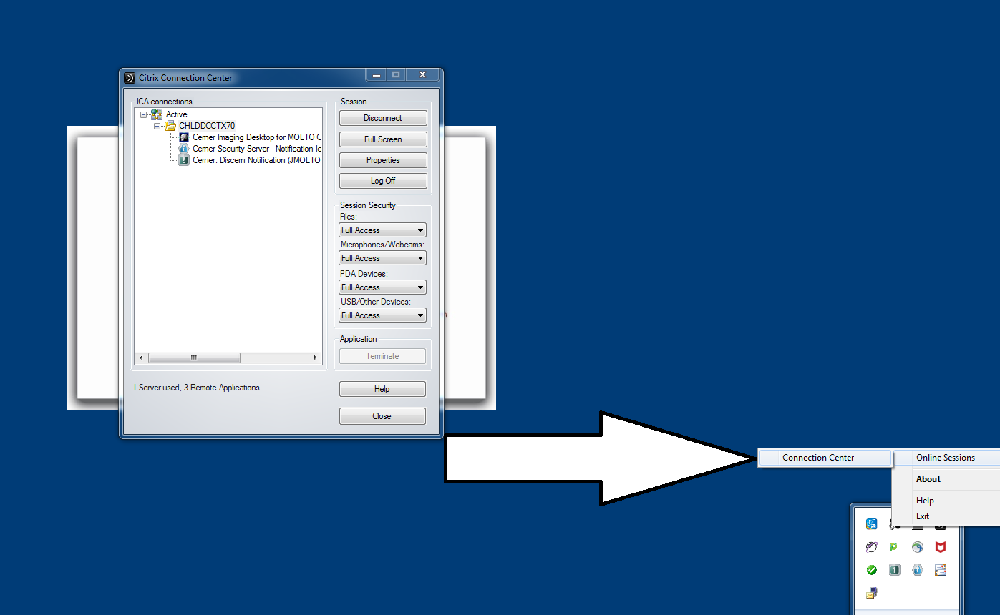 Citrix Connection Center
ICA connections
Active
CHLDDCCTX70
Cerner Imaging Desktop for MOLTO G
Cerner Security Server - Notification Ic
Cerner: Discern Notification (JMOLTO)
1 Server used, 3 Remote Applications
Session
Disconnect
Full Screen
Properties
Log Off
Session Security
Files:
Full Access
Microphones/Webcams:
Full Access
PDA Devices:
Full Access
USB/Other Devices:
Full Access
Application
Terminate
Help
Close
Connection Center
Online Sessions
About
Help
Exit